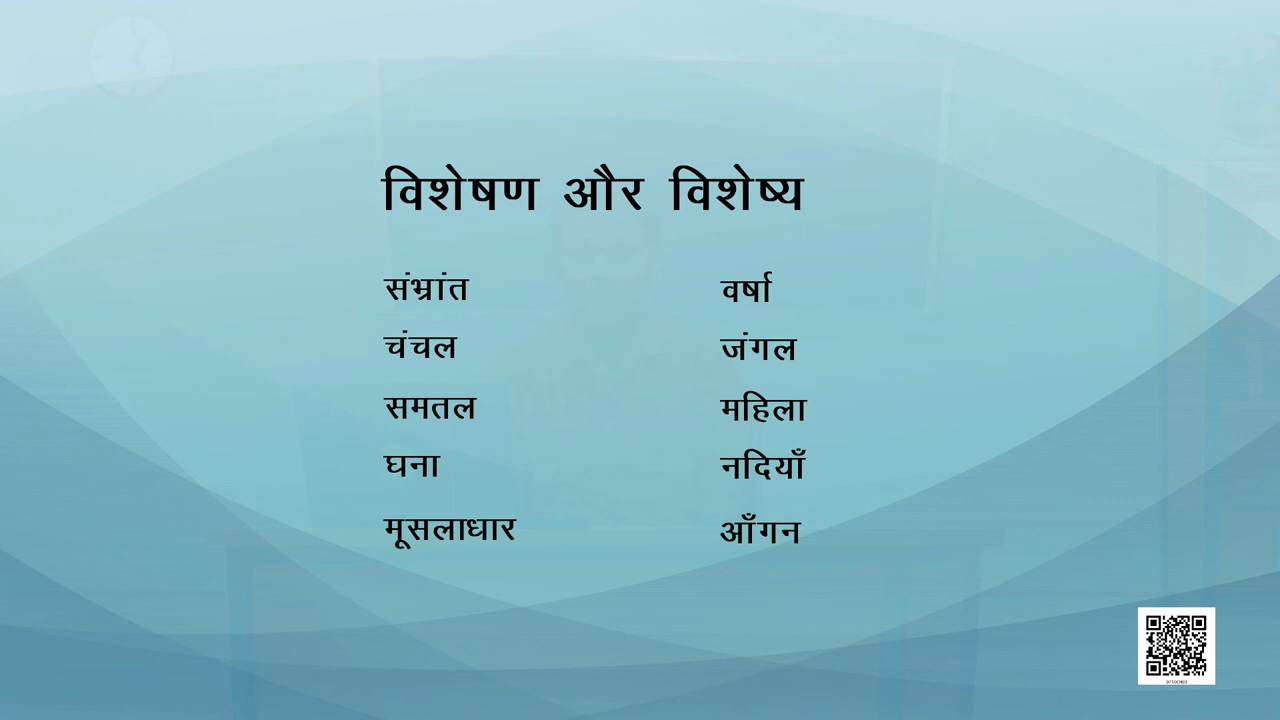 विशेषण और विशेष्य
संभ्रांत वर्षा
चंचल जंगल
समतल महिला
घना नदियाँ
मूसलाधार आँगन